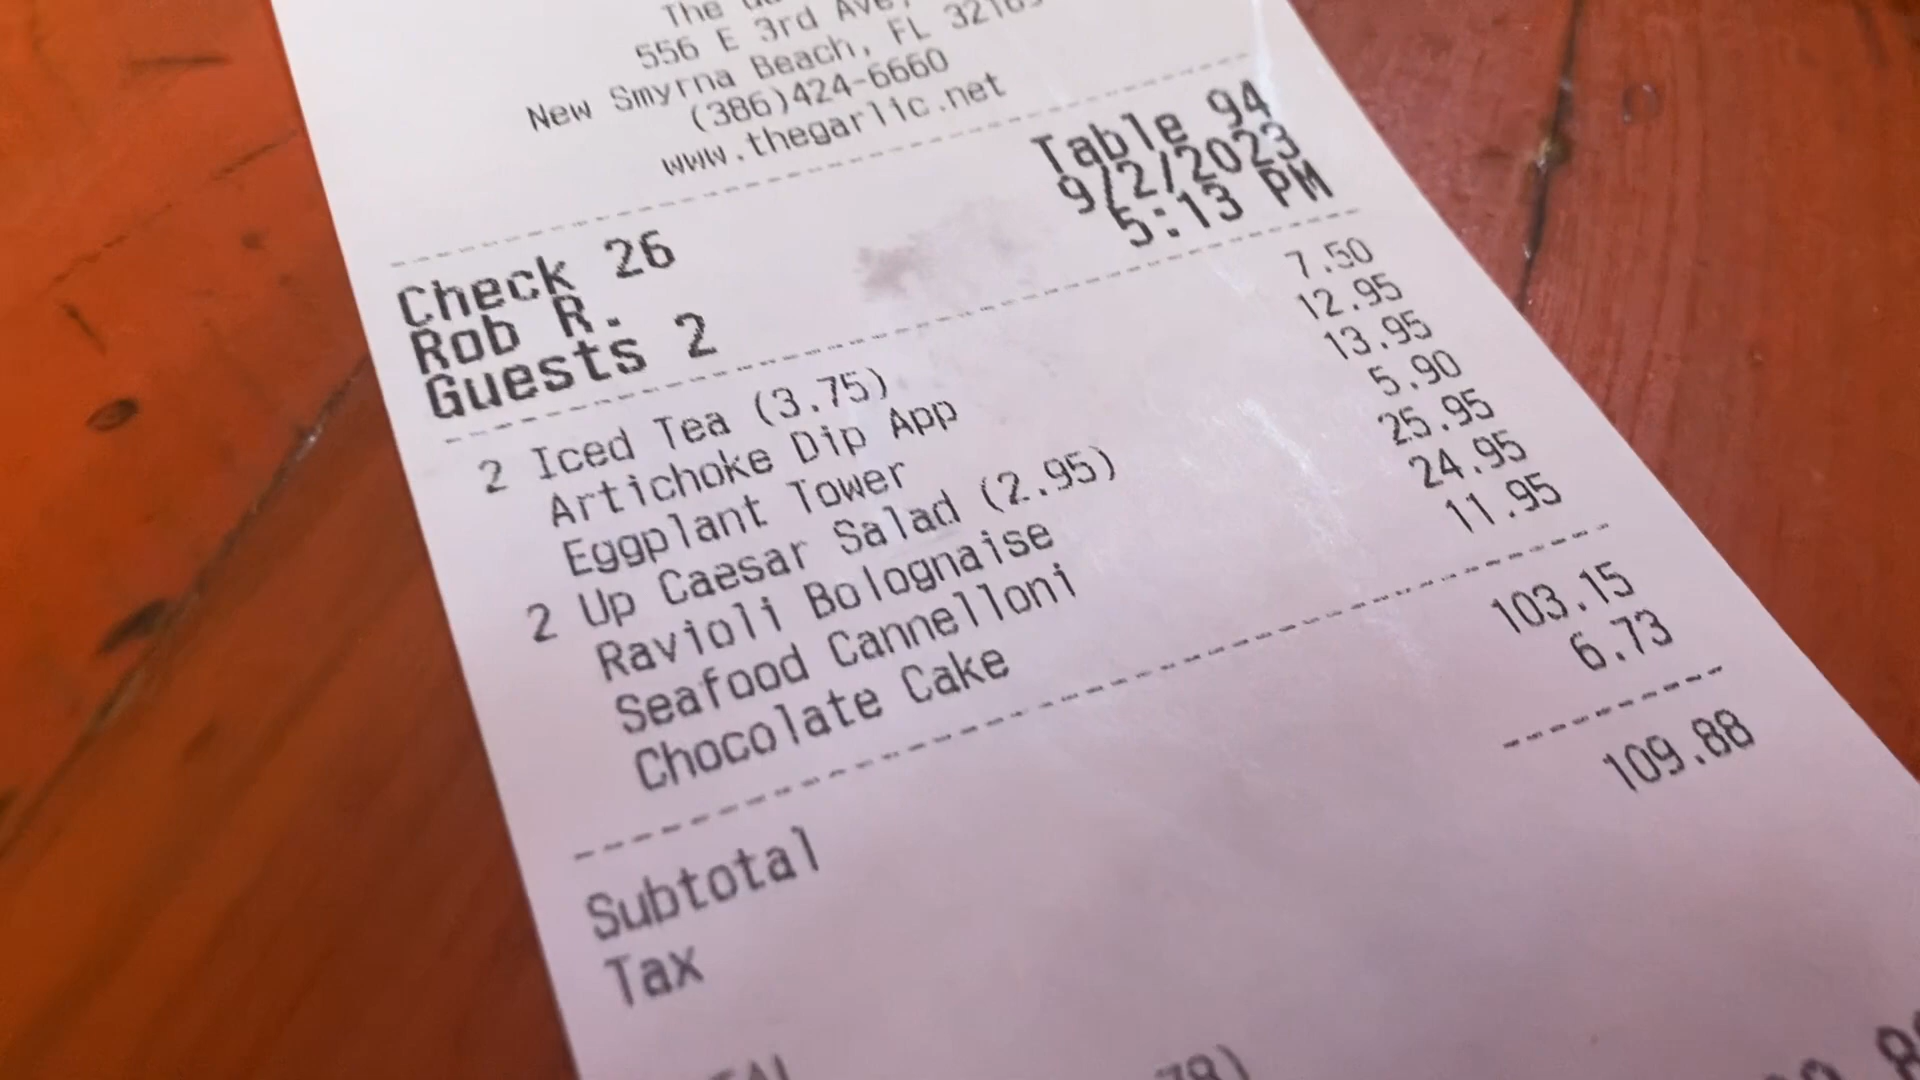 The
556 E 3rd Ave,
New Smyrna Beach, FL
(386)424-6660
www.thegarlic.net
Check 26 Table 94
Rob R. 9/2/2023
Guests 2 5:13 PM
2 Iced Tea (3.75) 7.50
Artichoke Dip App 12.95
Eggplant Tower 13.95
2 Up Caesar Salad (2.95) 5.90
Ravioli Bolognaise 25.95
Seafood Cannelloni 24.95
Chocolate Cake 11.95
Subtotal 103.15
Tax 6.73
109.88